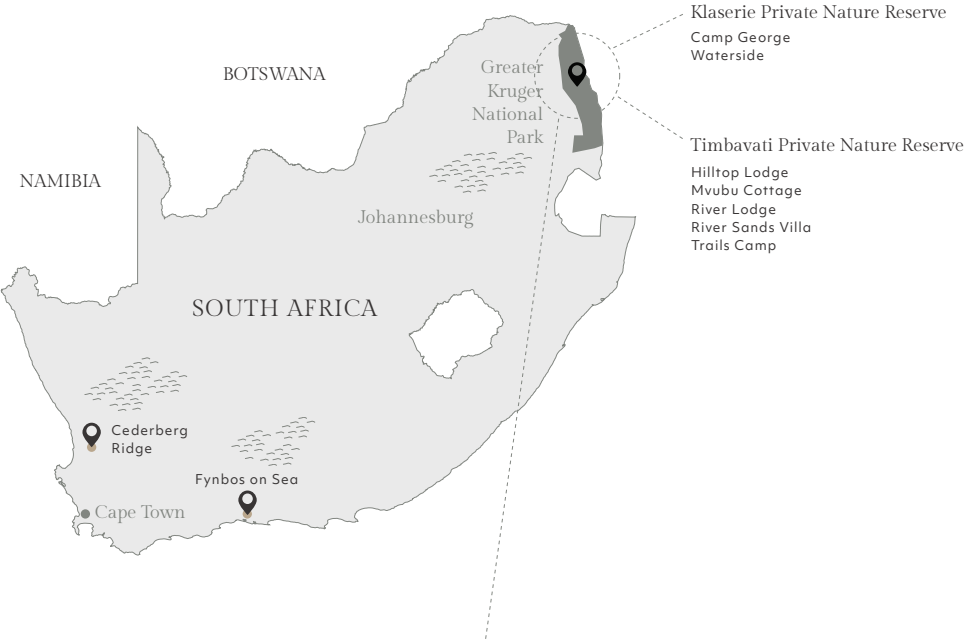 Klaserie Private Nature Reserve
Camp George
Waterside
BOTSWANA
Greater
Kruger
National
Park
Timbavati Private Nature Reserve
Hilltop Lodge
Mvubu Cottage
River Lodge
River Sands Villa
Trails Camp
NAMIBIA
Johannesburg
SOUTH AFRICA
Cederberg
Ridge
Fynbos on Sea
Cape Town